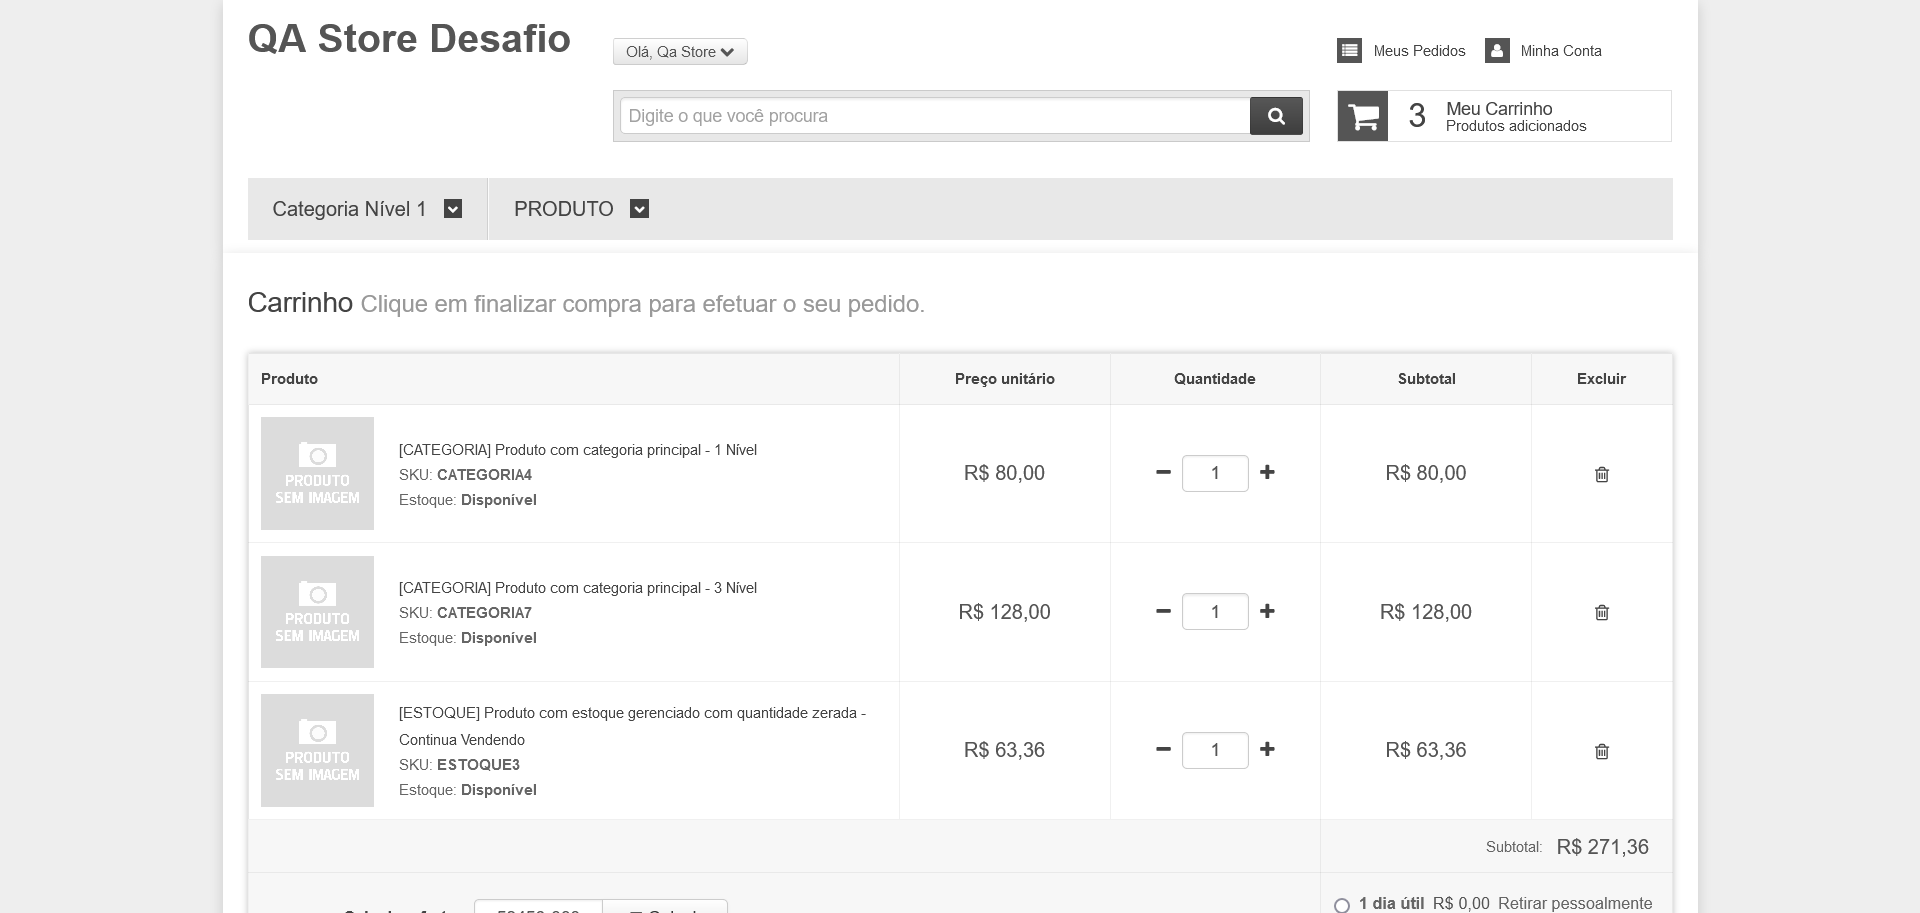 QA Store Desafio
Olá, Qa Store
Meus Pedidos
Minha Conta
Digite o que você procura
3
Meu Carrinho
Produtos adicionados
Categoria Nível 1
PRODUTO
Carrinho Clique em finalizar compra para efetuar o seu pedido.
Produto
Preço unitário
Quantidade
Subtotal
Excluir
PRODUTO
SEM IMAGEM
[CATEGORIA] Produto com categoria principal - 1 Nível
SKU: CATEGORIA4
Estoque: Disponível
R$ 80,00
1
R$ 80,00
PRODUTO
SEM IMAGEM
[CATEGORIA] Produto com categoria principal - 3 Nível
SKU: CATEGORIA7
Estoque: Disponível
R$ 128,00
1
R$ 128,00
PRODUTO
SEM IMAGEM
[ESTOQUE] Produto com estoque gerenciado com quantidade zerada -
Continua Vendendo
SKU: ESTOQUE3
Estoque: Disponível
R$ 63,36
1
R$ 63,36
Subtotal: R$ 271,36
1 dia útil R$ 0,00 Retirar pessoalmente